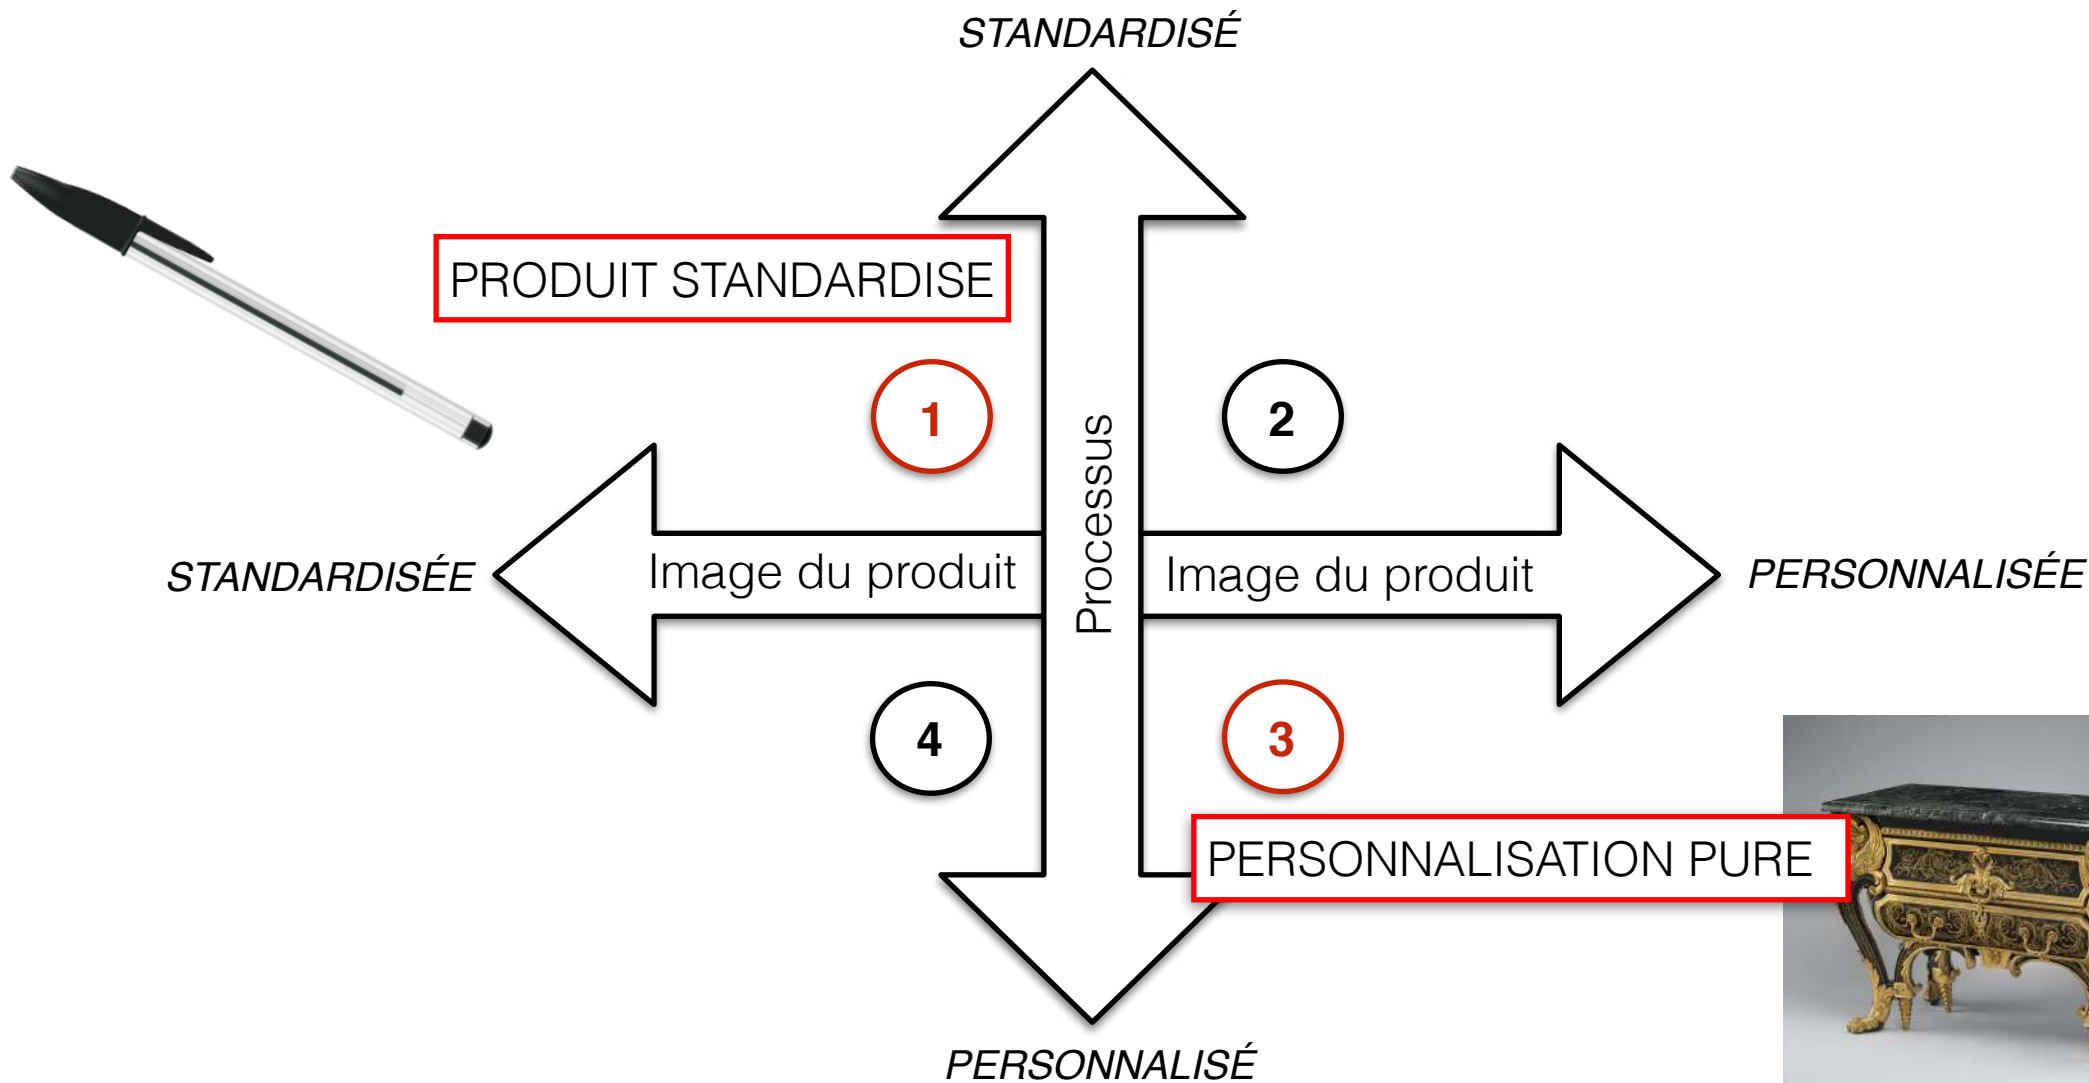 STANDARDISÉ
PRODUIT STANDARDISE
1
2
Processus
STANDARDISÉE
Image du produit
Image du produit
PERSONNALISÉE
4
3
PERSONNALISATION PURE
PERSONNALISÉ